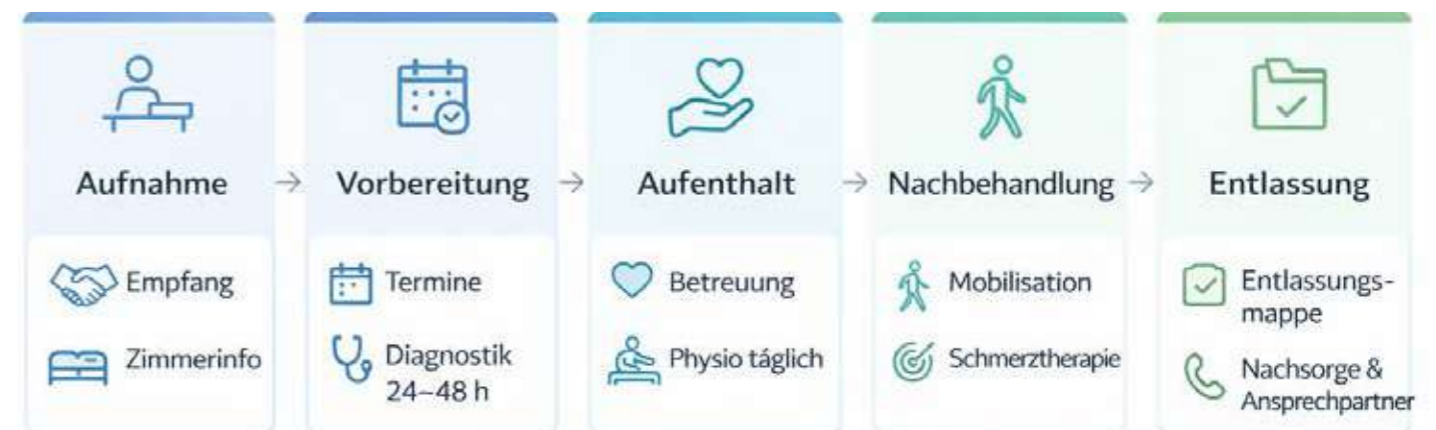 Aufnahme → Vorbereitung → Aufenthalt → Nachbehandlung → Entlassung
Empfang
Zimmerinfo
Termine
Diagnostik
24–48 h
Betreuung
Physio täglich
Mobilisation
Schmerztherapie
Entlassungs-
mappe
Nachsorge &
Ansprechpartner